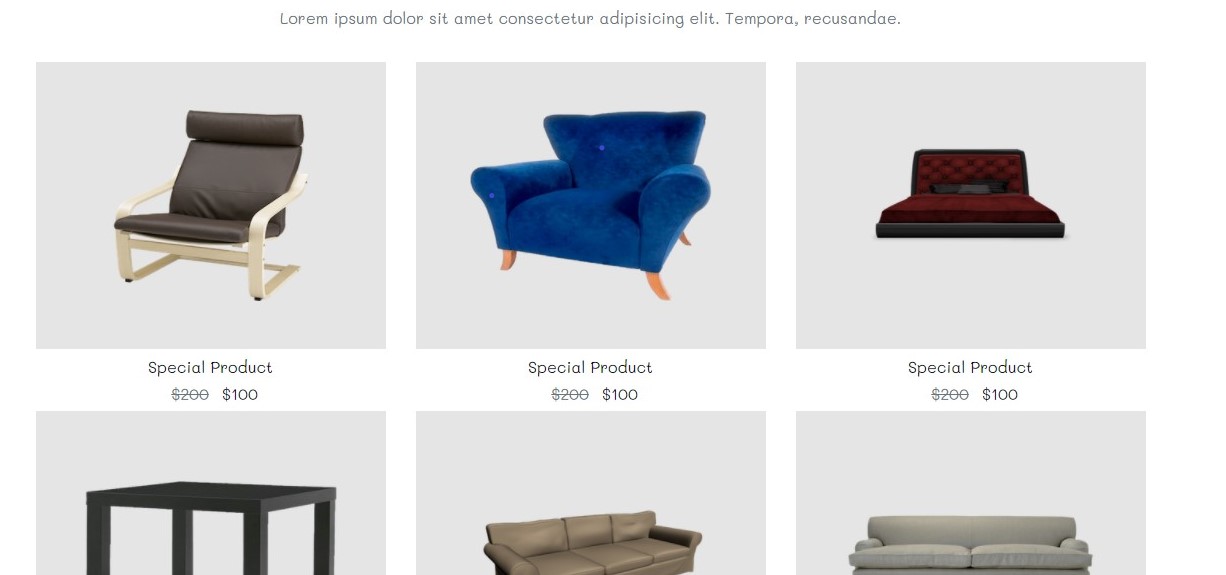 Lorem ipsum dolor sit amet consectetur adipisicing elit. Tempora, recusandae.
Special Product
$200 $100
Special Product
$200 $100
Special Product
$200 $100